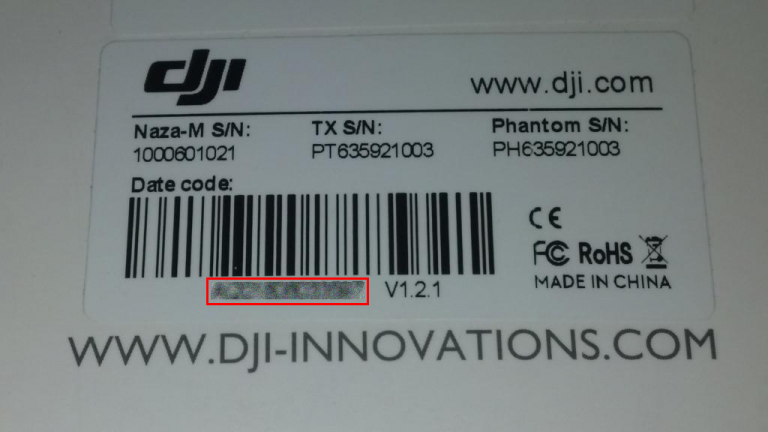 dji
www.dji.com
Naza-M S/N: TX S/N: Phantom S/N:
1000601021 PT635921003 PH635921003
Date code:
CE
FC RoHS
V1.2.1 MADE IN CHINA
WWW.DJI-INNOVATIONS.COM